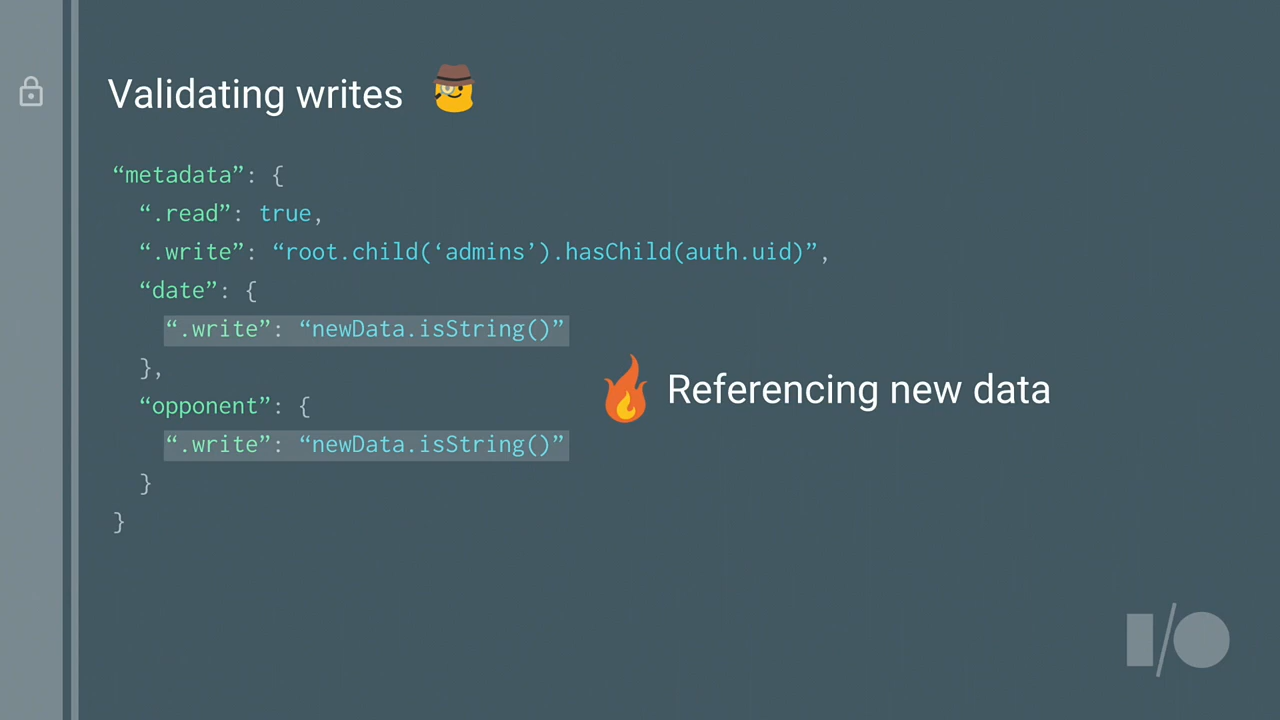 Validating writes
“metadata”: {
“.read”: true,
“.write”: “root.child(‘admins’).hasChild(auth.uid)”,
“date”: {
“.write”: “newData.isString()”
},
“opponent”: {
“.write”: “newData.isString()”
}
}
Referencing new data
I/O